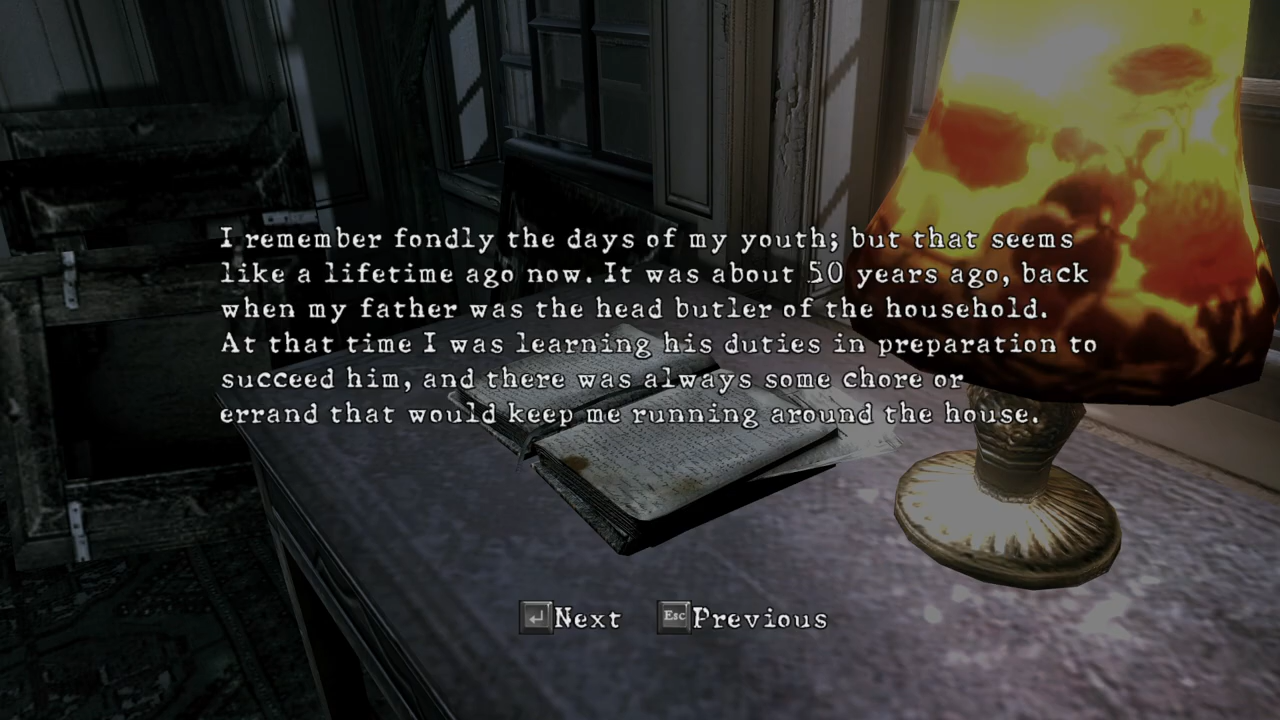 I remember fondly the days of my youth; but that seems
like a lifetime ago now. It was about 50 years ago, back
when my father was the head butler of the household.
At that time I was learning his duties in preparation to
succeed him, and there was always some chore or
errand that would keep me running around the house.
Next Esc Previous